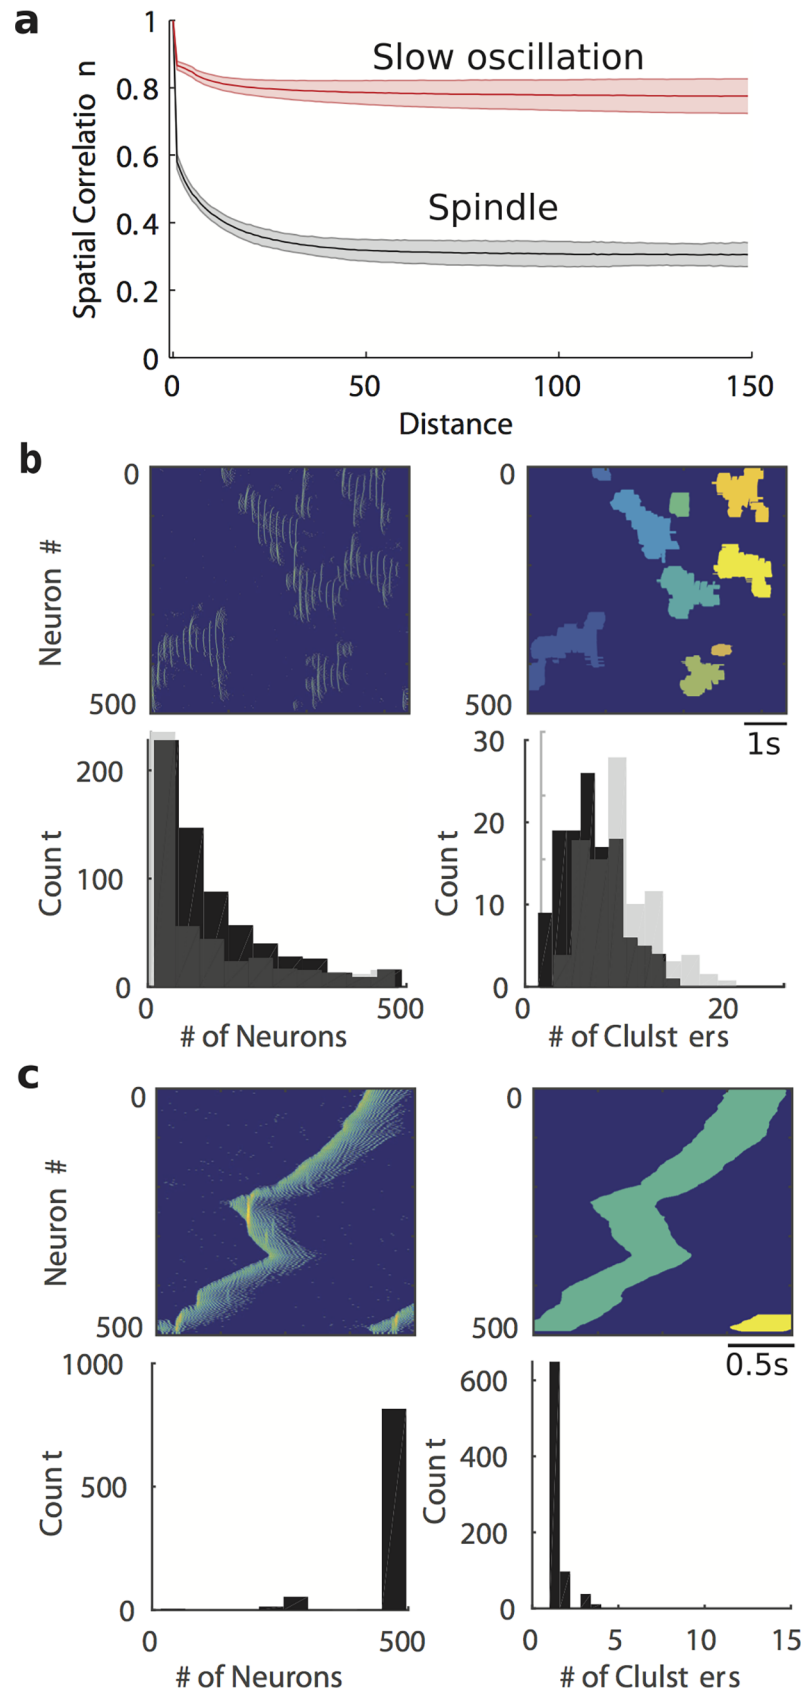 a
1
0.8
0.6
0.4
0.2
0
Spatial Correlatio n
Slow oscillation
Spindle
0 50 100 150
Distance
b
0
500
Neuron #
0
500
1s
200
100
0
Coun t
0 500
# of Neurons
30
20
10
0
Coun t
0 20
# of Clulst ers
c
0
500
Neuron #
0
500
0.5s
1000
500
0
Coun t
0 500
# of Neurons
600
400
200
0
Coun t
0 5 10 15
# of Clulst ers